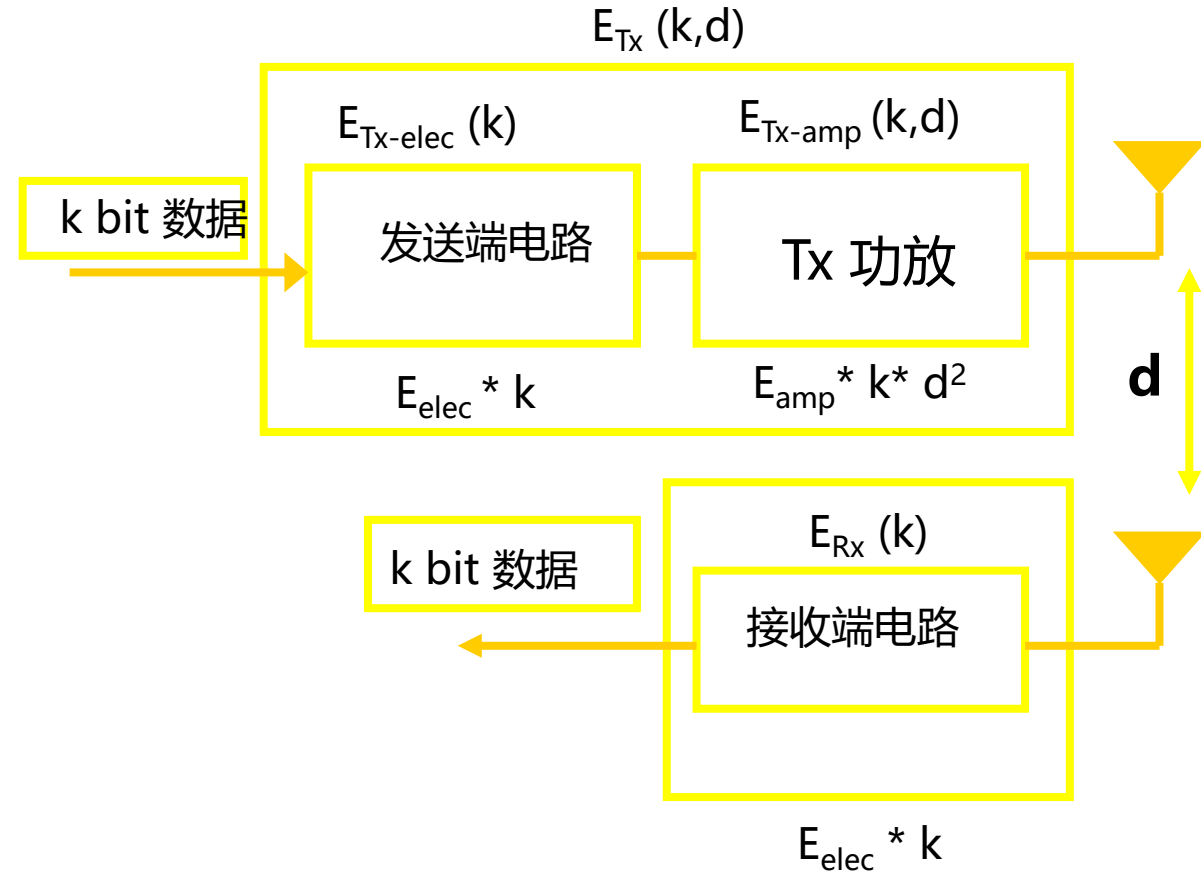 E_Tx (k,d)
E_Tx-elec (k)
E_Tx-amp (k,d)
k bit 数据
发送端电路
Tx 功放
E_elec * k
E_amp* k* d²
d
k bit 数据
E_Rx (k)
接收端电路
E_elec * k